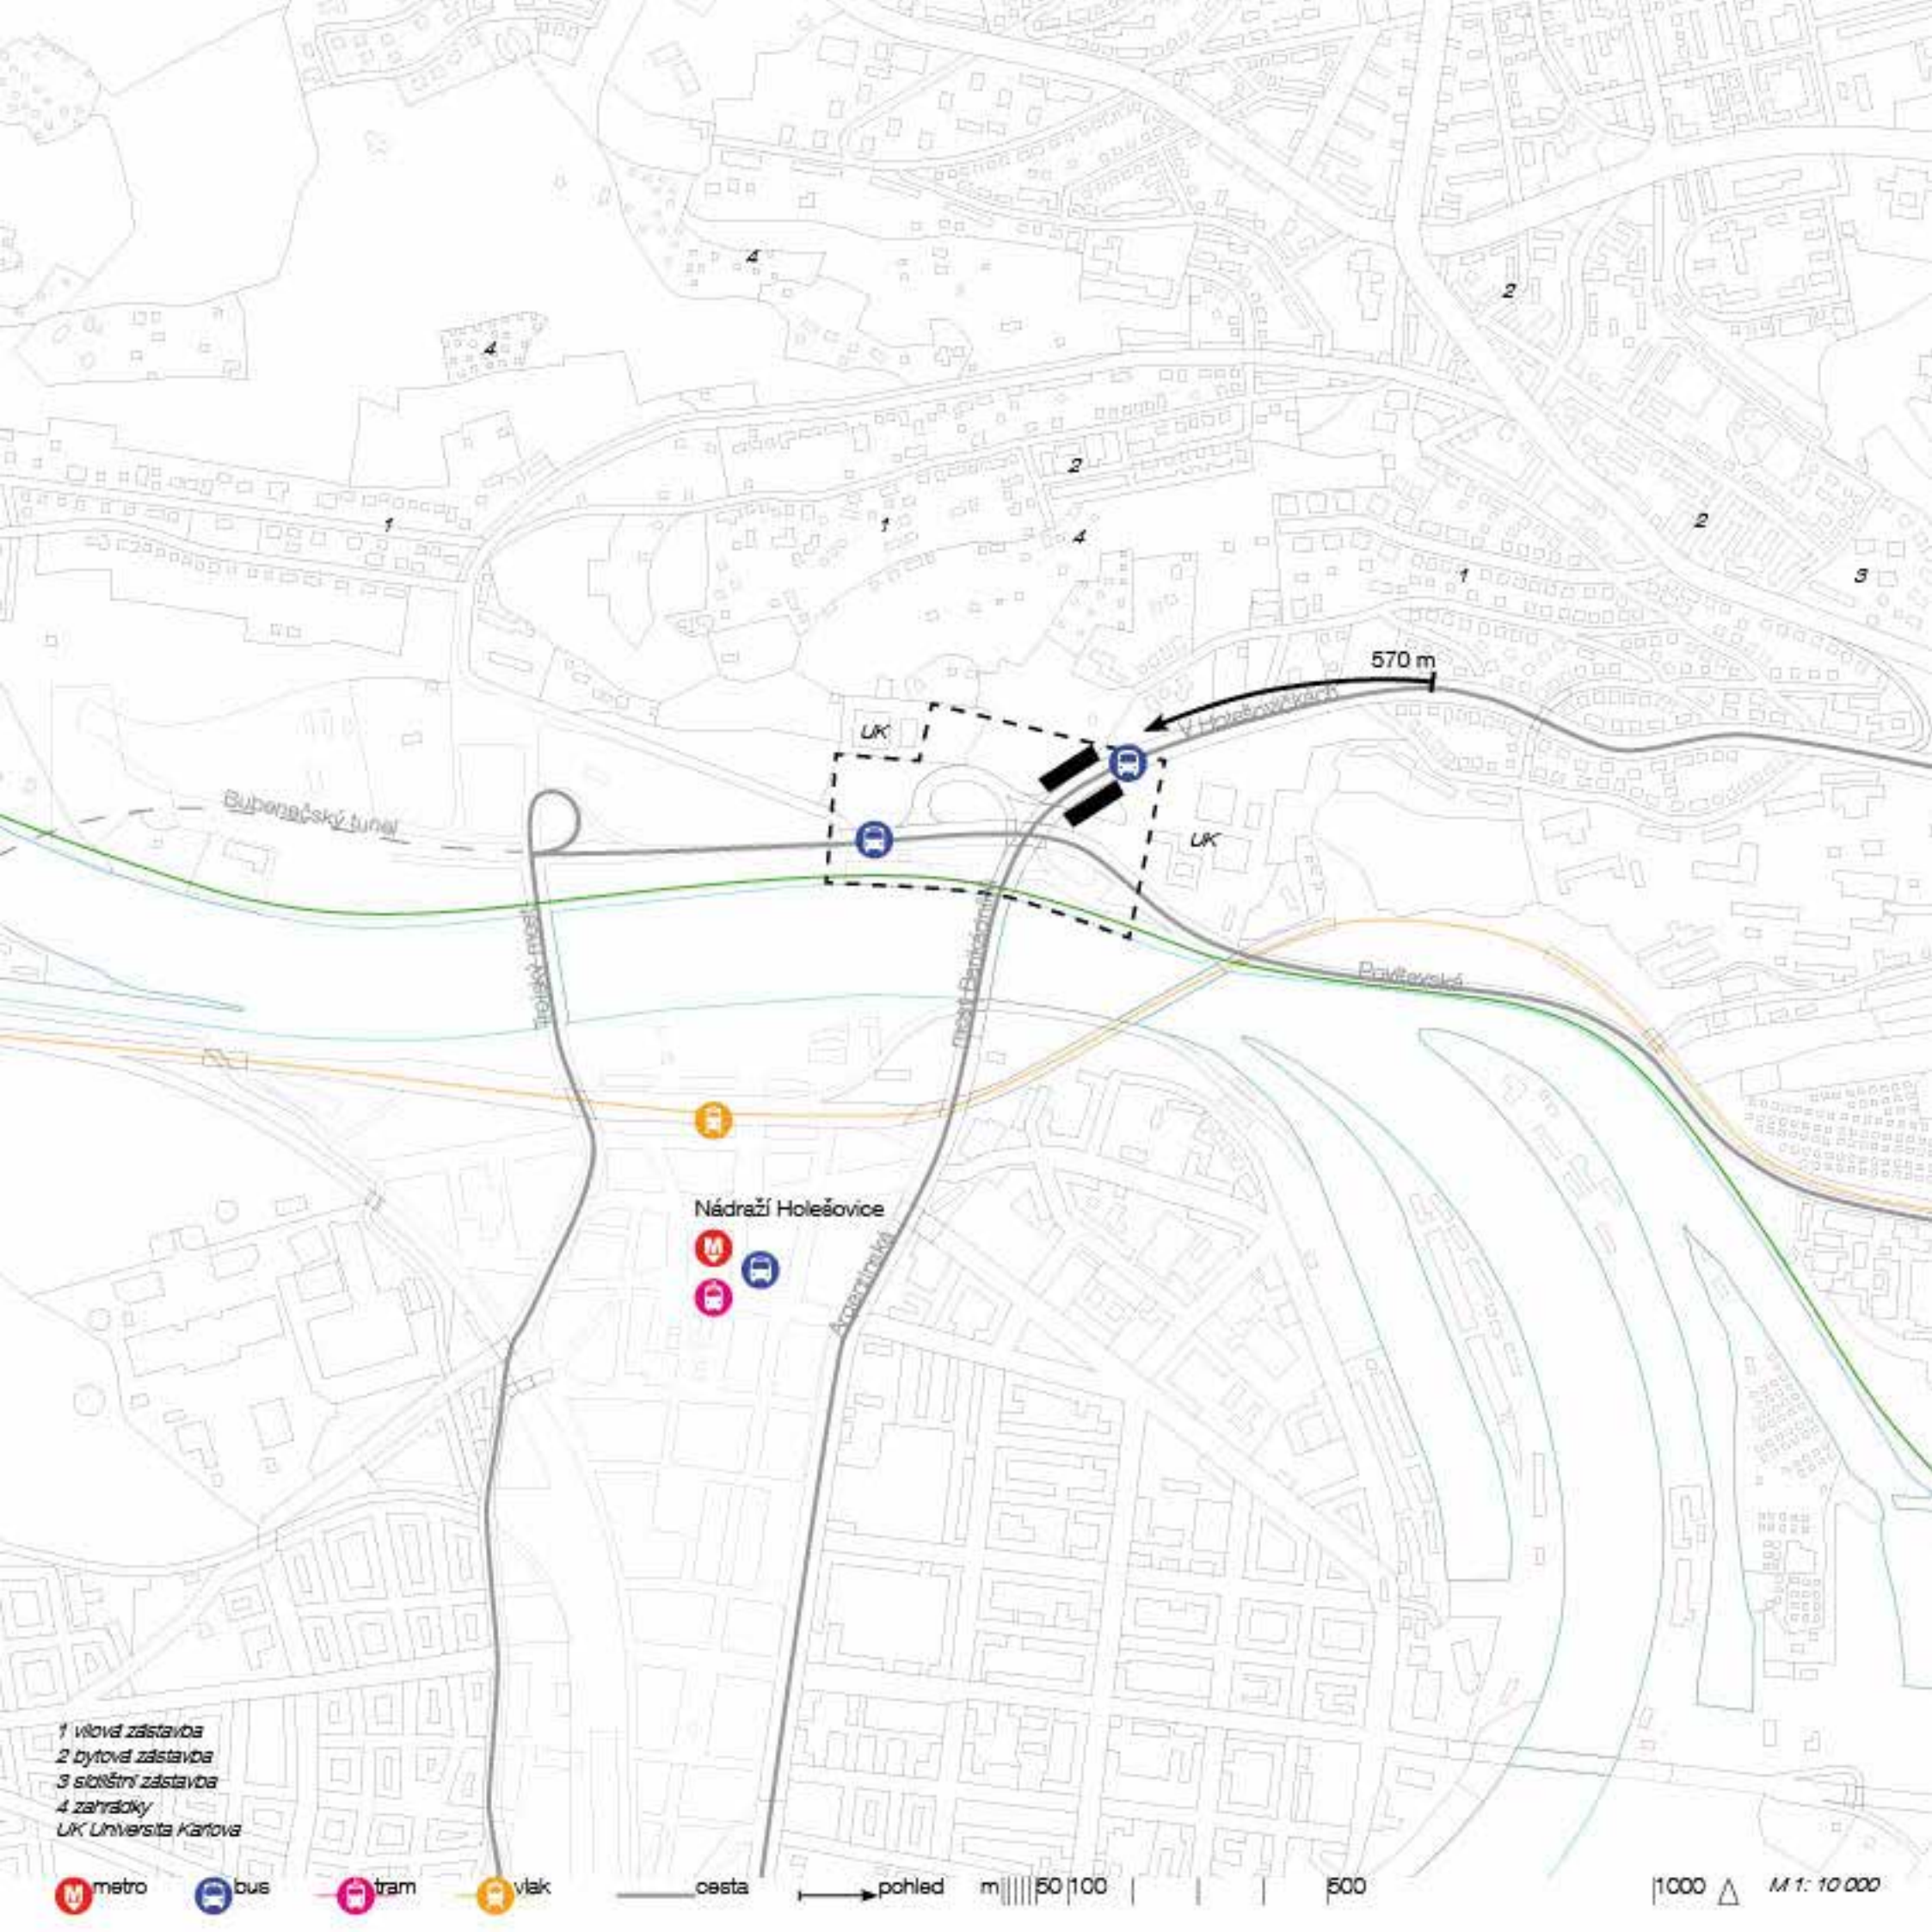 4
2
4
2
1
1
4
2
1
3
570 m
V Holešovičkách
UK
Bubenečský tunel
UK
Trojský most
most Barikádníků
Povltavská
Nádraží Holešovice
M
Argentinská
1 vilová zástavba
2 bytová zástavba
3 sídlištní zástavba
4 zahrádky
UK Universita Karlova
M metro bus tram vlak cesta pohled m 50 100 500 1000 M 1: 10 000